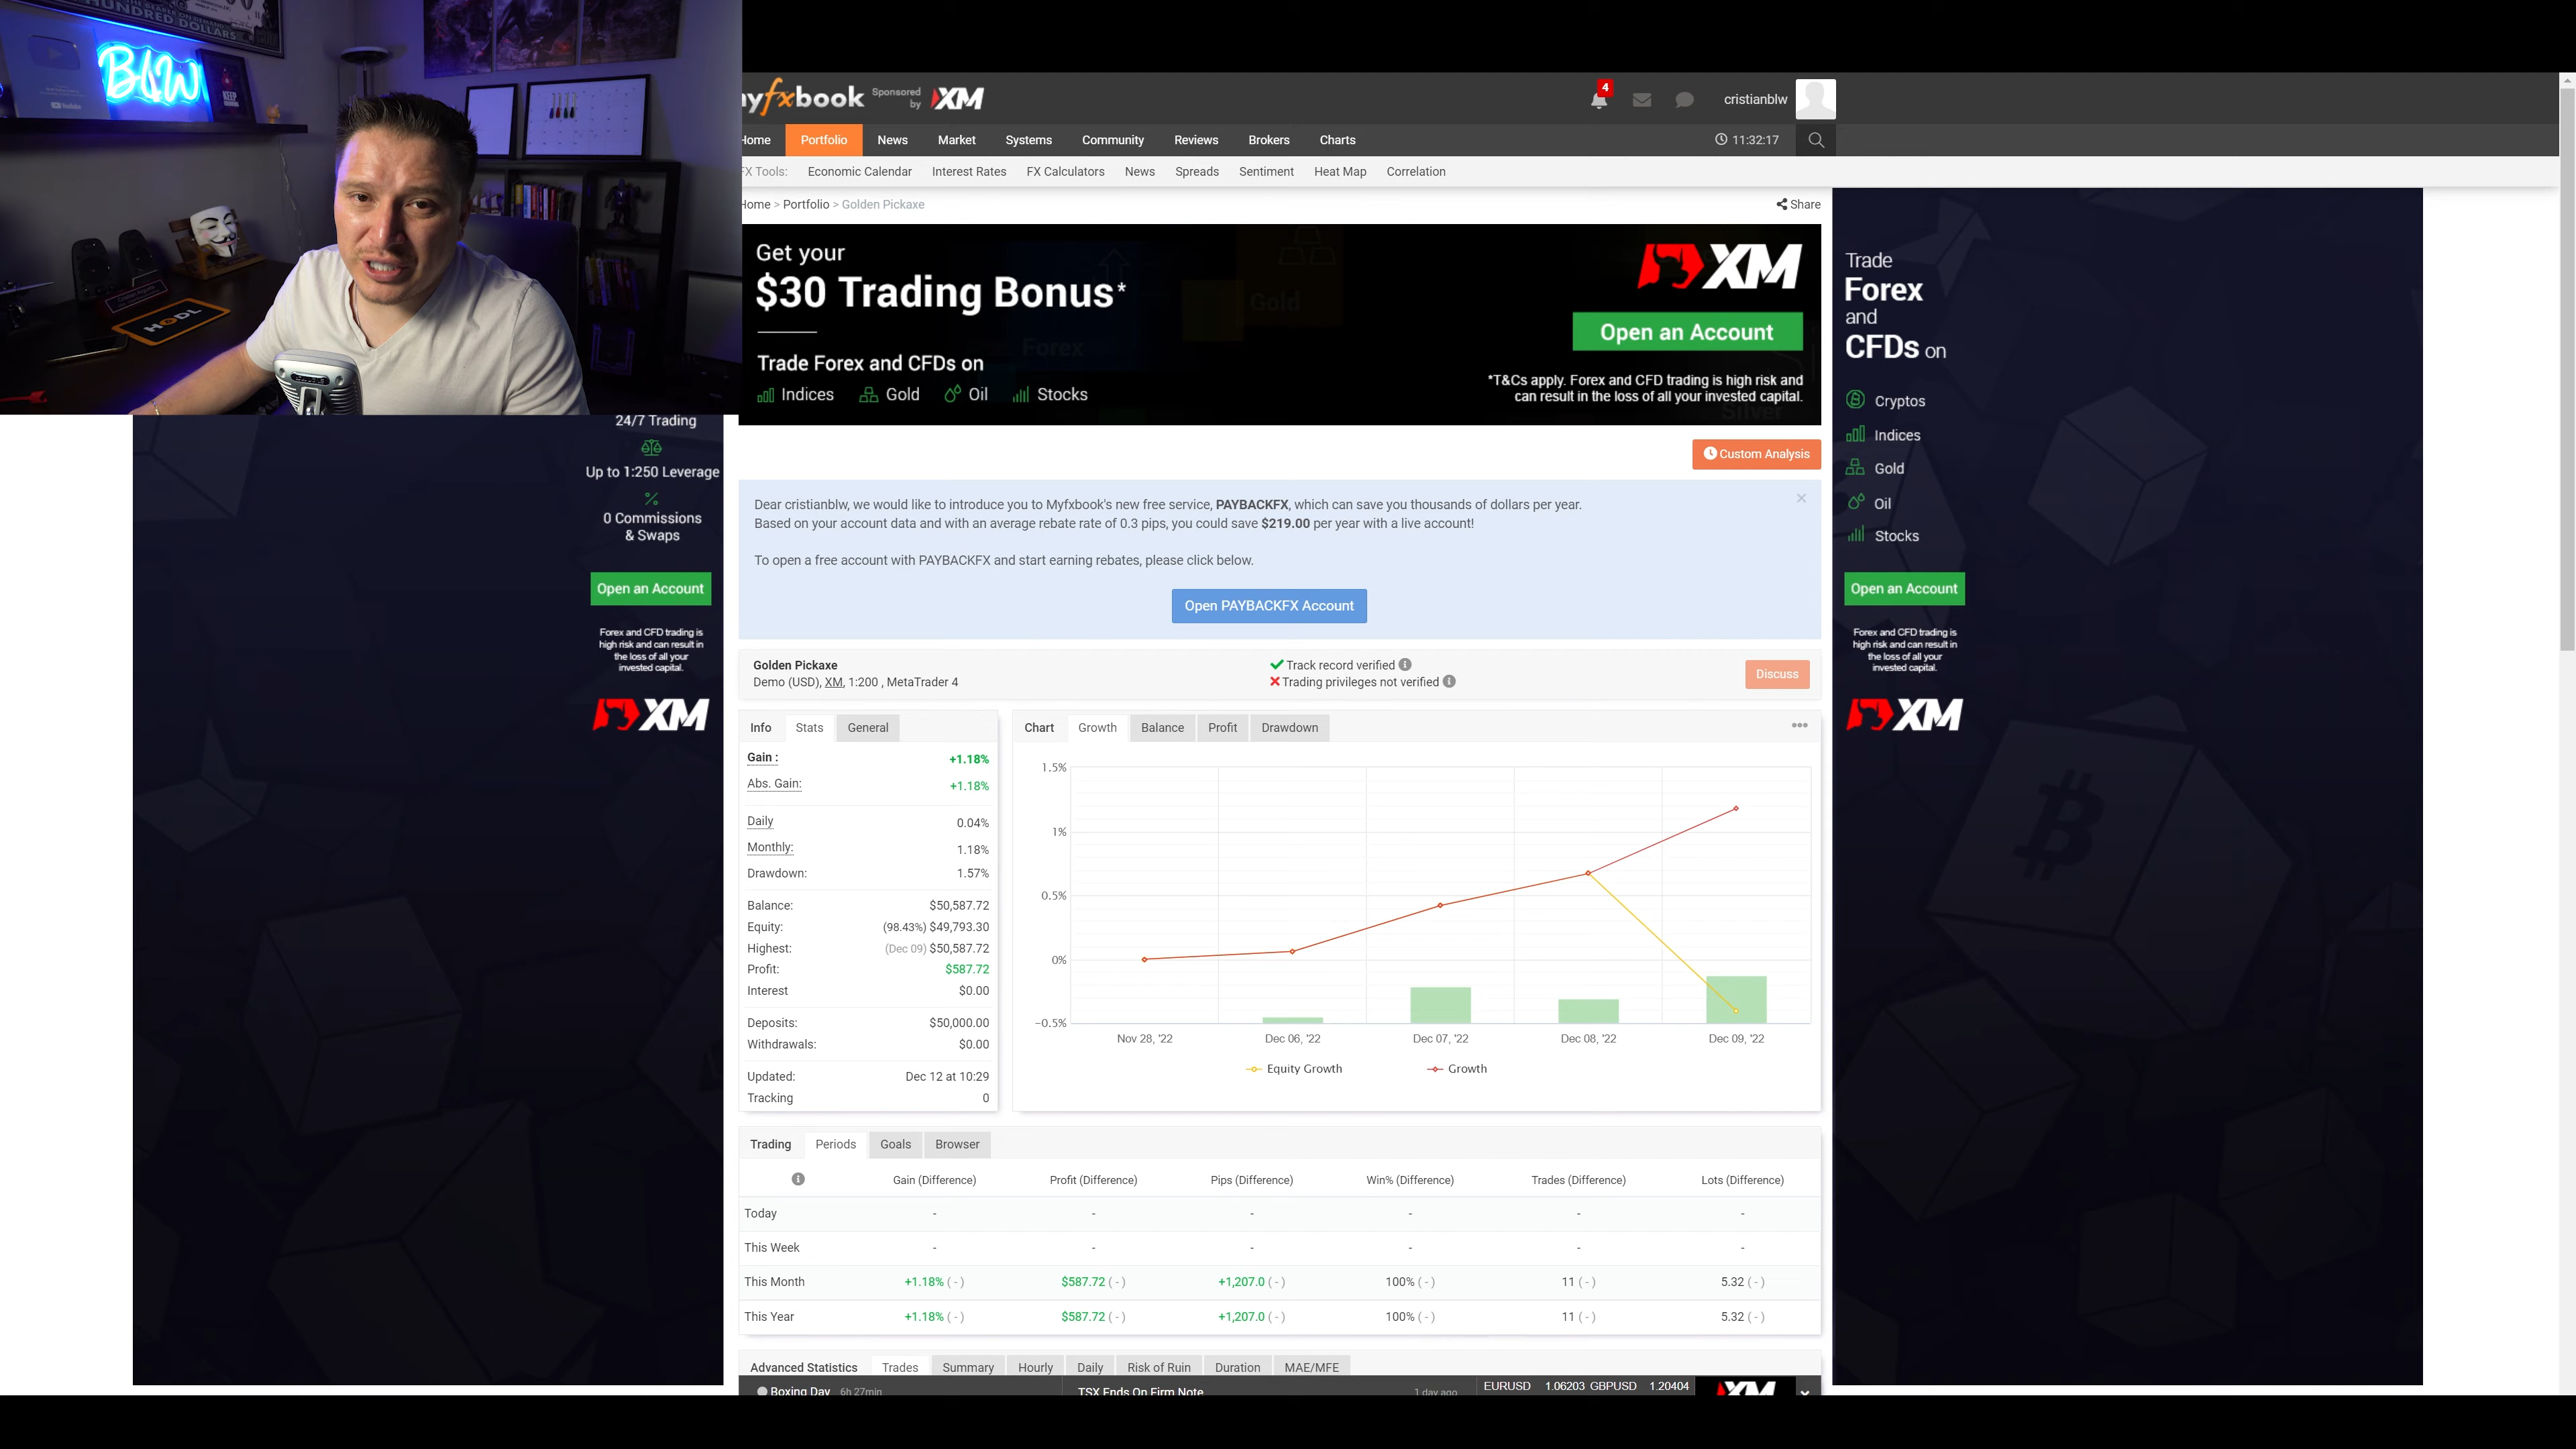 HUNDRED DOLLARS
B&W
YouTube
KEEP
HODL
yfxbook Sponsored by XM
4
cristianblw
Home Portfolio News Market Systems Community Reviews Brokers Charts
11:32:17
FX Tools: Economic Calendar Interest Rates FX Calculators News Spreads Sentiment Heat Map Correlation
Home > Portfolio > Golden Pickaxe
Share
Get your
$30 Trading Bonus*
Trade Forex and CFDs on
Indices Gold Oil Stocks
Forex
Gold
Silver
XM
Open an Account
*T&Cs apply. Forex and CFD trading is high risk and
can result in the loss of all your invested capital.
24/7 Trading
Up to 1:250 Leverage
0 Commissions
& Swaps
Open an Account
Forex and CFD trading is
high risk and can result in
the loss of all your
invested capital.
XM
Trade
Forex
and
CFDs on
Cryptos
Indices
Gold
Oil
Stocks
Open an Account
Forex and CFD trading is
high risk and can result in
the loss of all your
invested capital.
XM
Custom Analysis
Dear cristianblw, we would like to introduce you to Myfxbook's new free service, PAYBACKFX, which can save you thousands of dollars per year.
Based on your account data and with an average rebate rate of 0.3 pips, you could save $219.00 per year with a live account!
To open a free account with PAYBACKFX and start earning rebates, please click below.
Open PAYBACKFX Account
Golden Pickaxe
Demo (USD), XM, 1:200 , MetaTrader 4
Track record verified
Trading privileges not verified
Discuss
Info Stats General
Gain : +1.18%
Abs. Gain: +1.18%
Daily 0.04%
Monthly: 1.18%
Drawdown: 1.57%
Balance: $50,587.72
Equity: (98.43%) $49,793.30
Highest: (Dec 09) $50,587.72
Profit: $587.72
Interest $0.00
Deposits: $50,000.00
Withdrawals: $0.00
Updated: Dec 12 at 10:29
Tracking 0
Chart Growth Balance Profit Drawdown
1.5%
1%
0.5%
0%
-0.5%
Nov 28, '22 Dec 06, '22 Dec 07, '22 Dec 08, '22 Dec 09, '22
Equity Growth Growth
Trading Periods Goals Browser
Gain (Difference) Profit (Difference) Pips (Difference) Win% (Difference) Trades (Difference) Lots (Difference)
Today - - - - - -
This Week - - - - - -
This Month +1.18% ( - ) $587.72 ( - ) +1,207.0 ( - ) 100% ( - ) 11 ( - ) 5.32 ( - )
This Year +1.18% ( - ) $587.72 ( - ) +1,207.0 ( - ) 100% ( - ) 11 ( - ) 5.32 ( - )
Advanced Statistics Trades Summary Hourly Daily Risk of Ruin Duration MAE/MFE
Boxing Day 6h 27min TSX Ends On Firm Note 1 day ago EURUSD 1.06203 GBPUSD 1.20404 XM